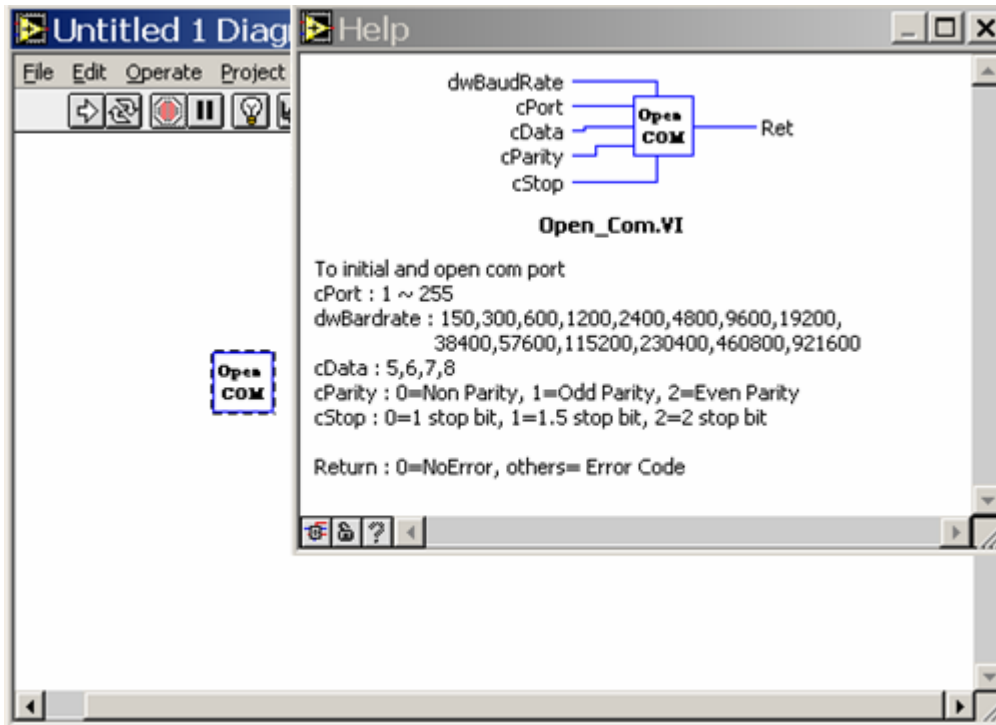 Untitled 1 Diag
File Edit Operate Project
Open
COM
Help
dwBaudRate
cPort
cData
cParity
cStop
Open
COM
Ret
Open_Com.VI
To initial and open com port
cPort : 1 ~ 255
dwBardrate : 150,300,600,1200,2400,4800,9600,19200,
38400,57600,115200,230400,460800,921600
cData : 5,6,7,8
cParity : 0=Non Parity, 1=Odd Parity, 2=Even Parity
cStop : 0=1 stop bit, 1=1.5 stop bit, 2=2 stop bit
Return : 0=NoError, others= Error Code
?